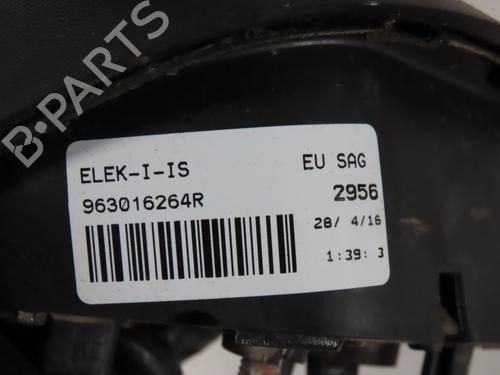 B-PARTS
ELEK-I-IS EU SAG
963016264R 2956
28/ 4/16
1:39: 3